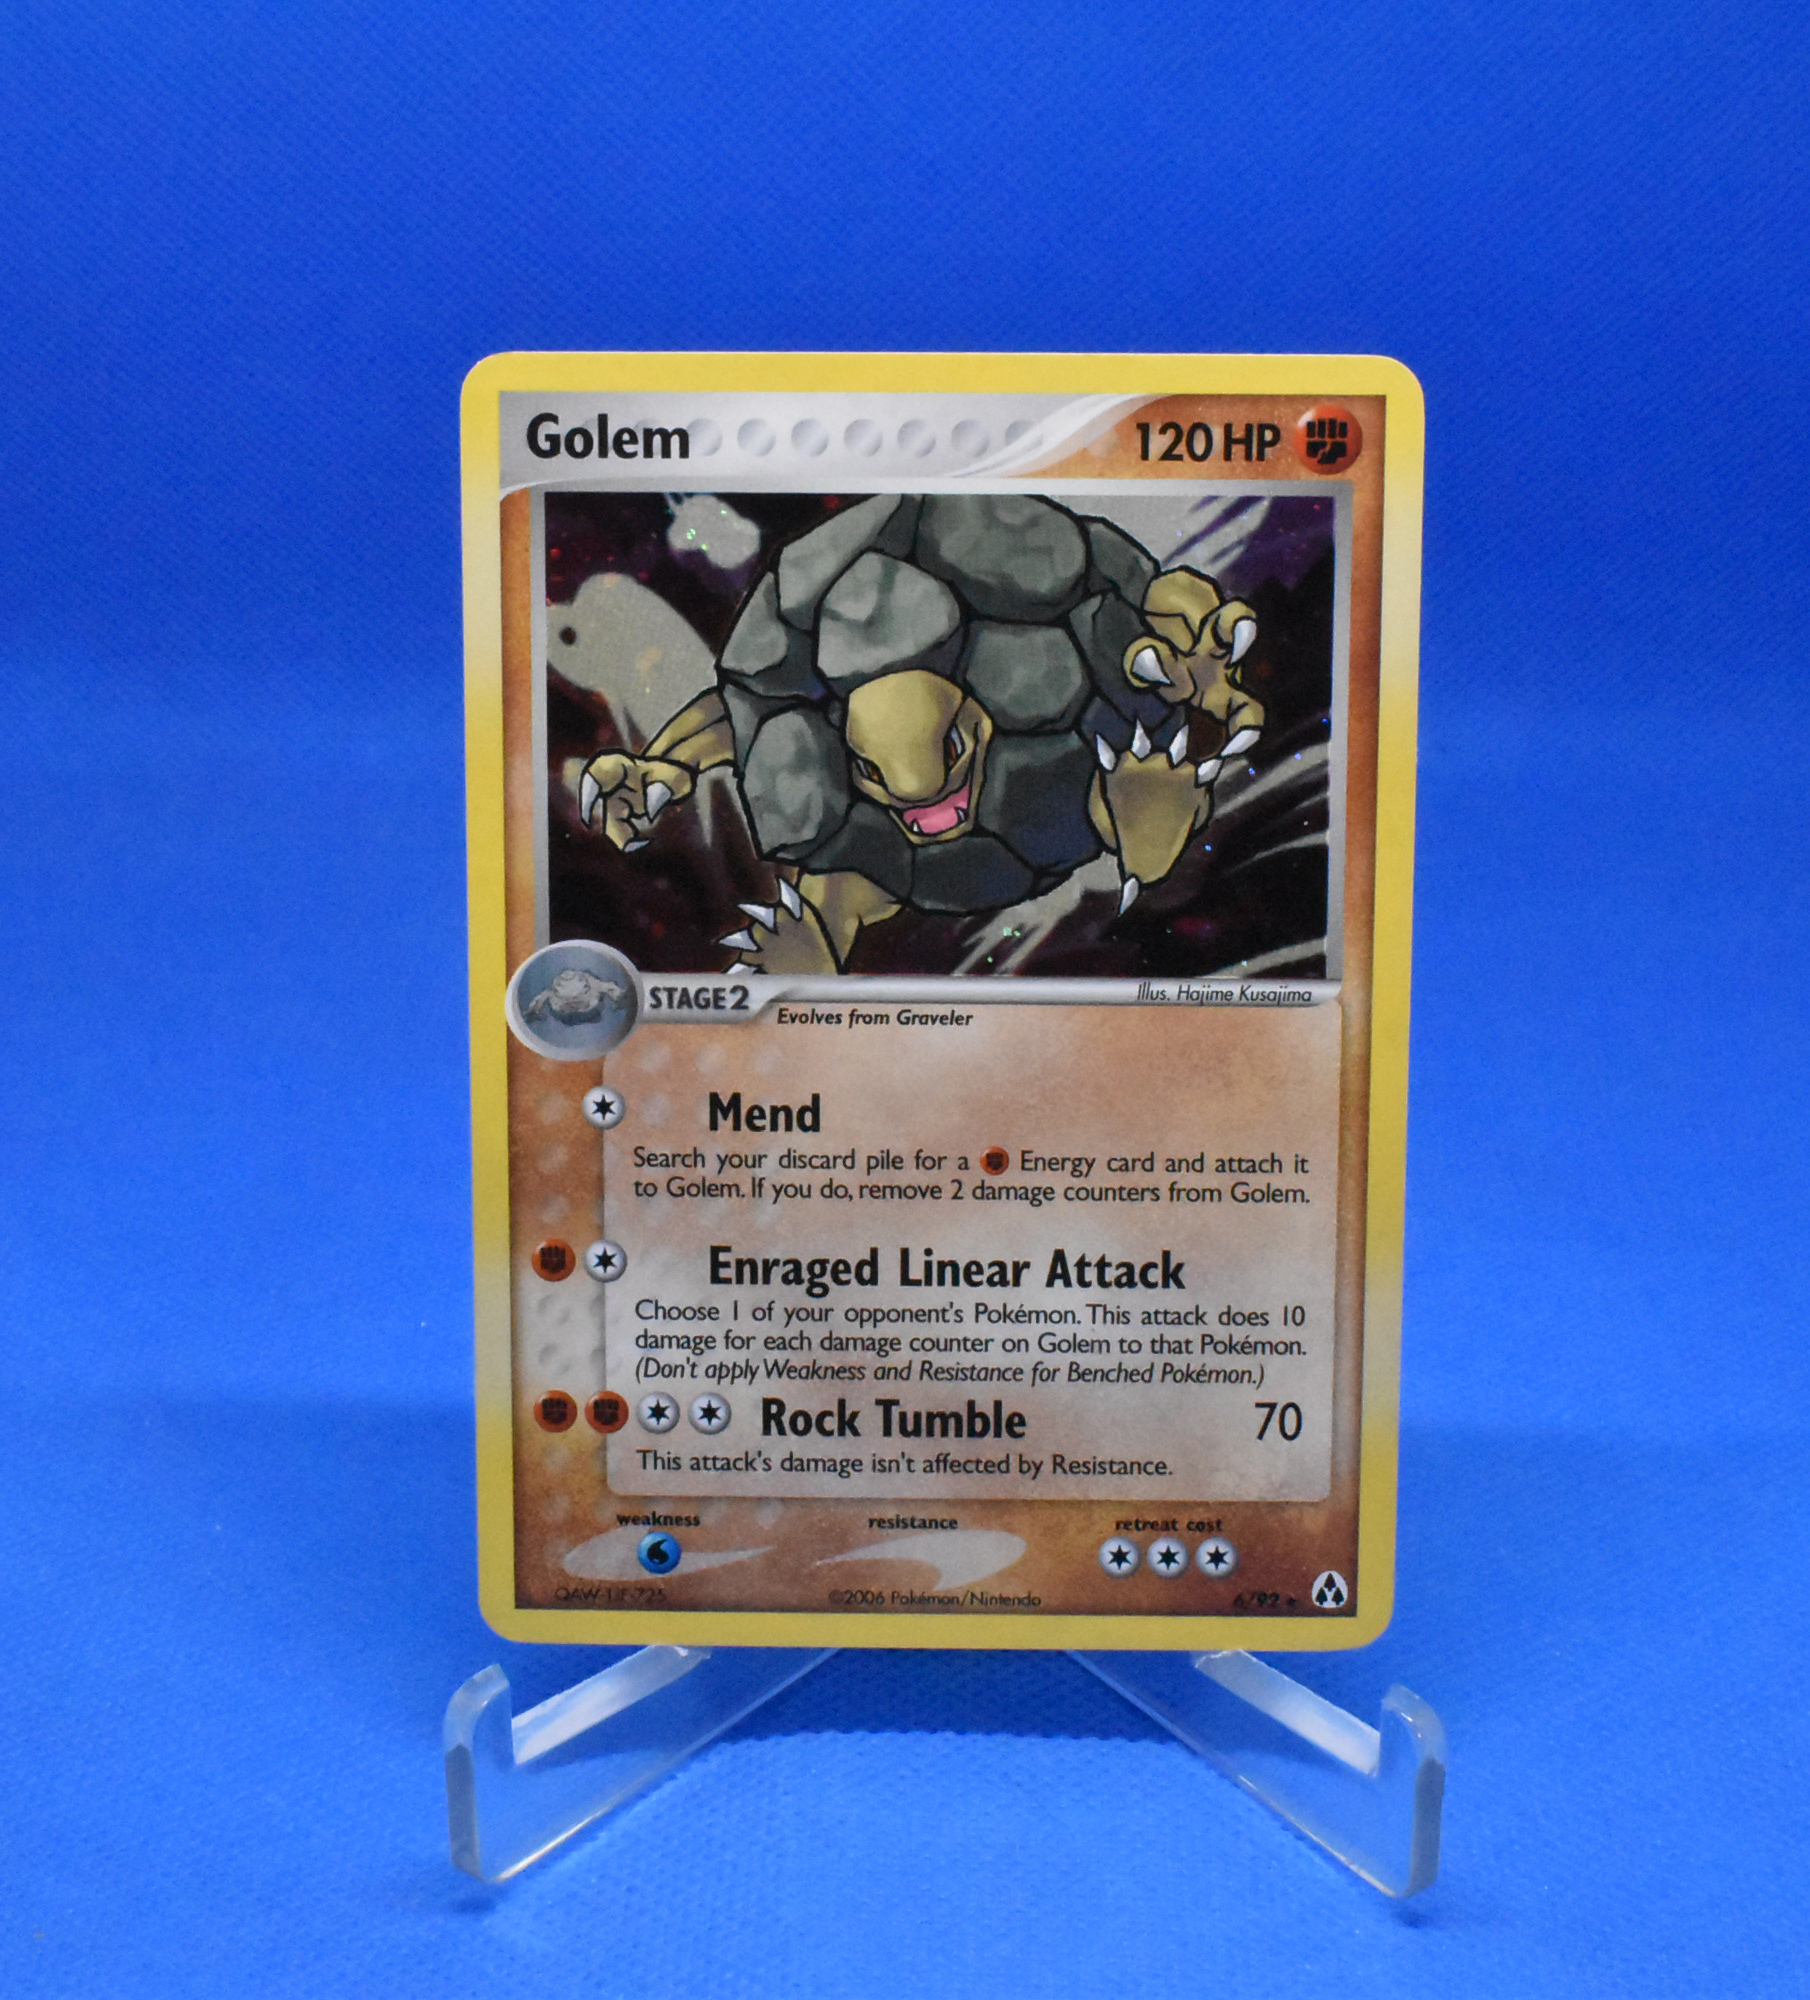 Golem
120 HP
STAGE 2
Illus. Hajime Kusajima
Evolves from Graveler
Mend
Search your discard pile for a Energy card and attach it
to Golem. If you do, remove 2 damage counters from Golem.
Enraged Linear Attack
Choose 1 of your opponent's Pokémon. This attack does 10
damage for each damage counter on Golem to that Pokémon.
(Don't apply Weakness and Resistance for Benched Pokémon.)
Rock Tumble 70
This attack's damage isn't affected by Resistance.
weakness resistance retreat cost
©2006 Pokémon/Nintendo
6/92